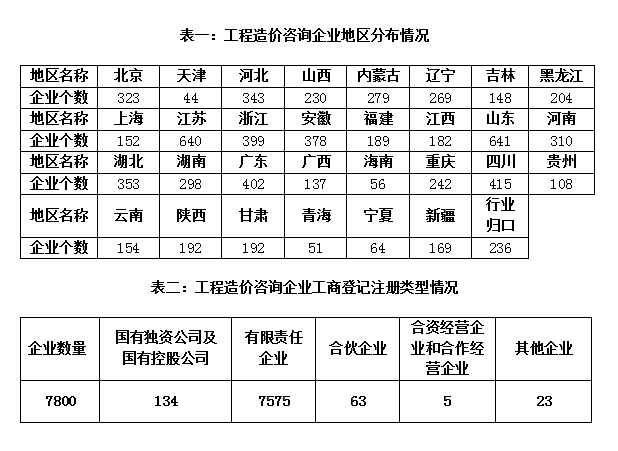 表一：工程造价咨询企业地区分布情况
地区名称 北京 天津 河北 山西 内蒙古 辽宁 吉林 黑龙江
企业个数 323 44 343 230 279 269 148 204
地区名称 上海 江苏 浙江 安徽 福建 江西 山东 河南
企业个数 152 640 399 378 189 182 641 310
地区名称 湖北 湖南 广东 广西 海南 重庆 四川 贵州
企业个数 353 298 402 137 56 242 415 108
地区名称 云南 陕西 甘肃 青海 宁夏 新疆 行业归口
企业个数 154 192 192 51 64 169 236
表二：工程造价咨询企业工商登记注册类型情况
企业数量 国有独资公司及国有控股公司 有限责任企业 合伙企业 合资经营企业和合作经营企业 其他企业
7800 134 7575 63 5 23